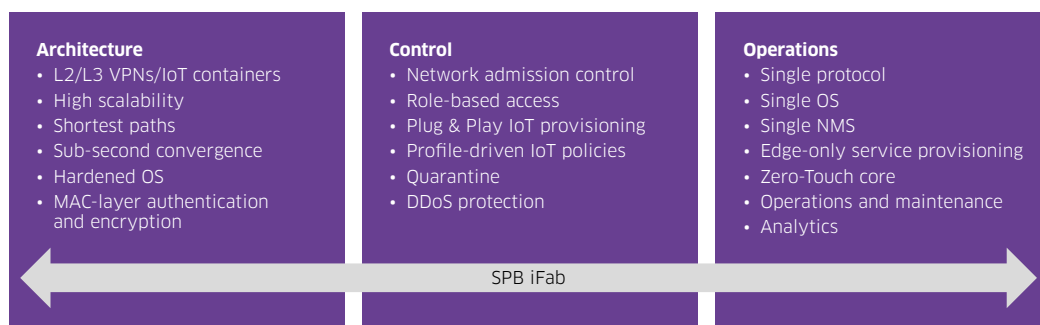 Architecture
• L2/L3 VPNs/IoT containers
• High scalability
• Shortest paths
• Sub-second convergence
• Hardened OS
• MAC-layer authentication
and encryption
Control
• Network admission control
• Role-based access
• Plug & Play IoT provisioning
• Profile-driven IoT policies
• Quarantine
• DDoS protection
Operations
• Single protocol
• Single OS
• Single NMS
• Edge-only service provisioning
• Zero-Touch core
• Operations and maintenance
• Analytics
SPB iFab